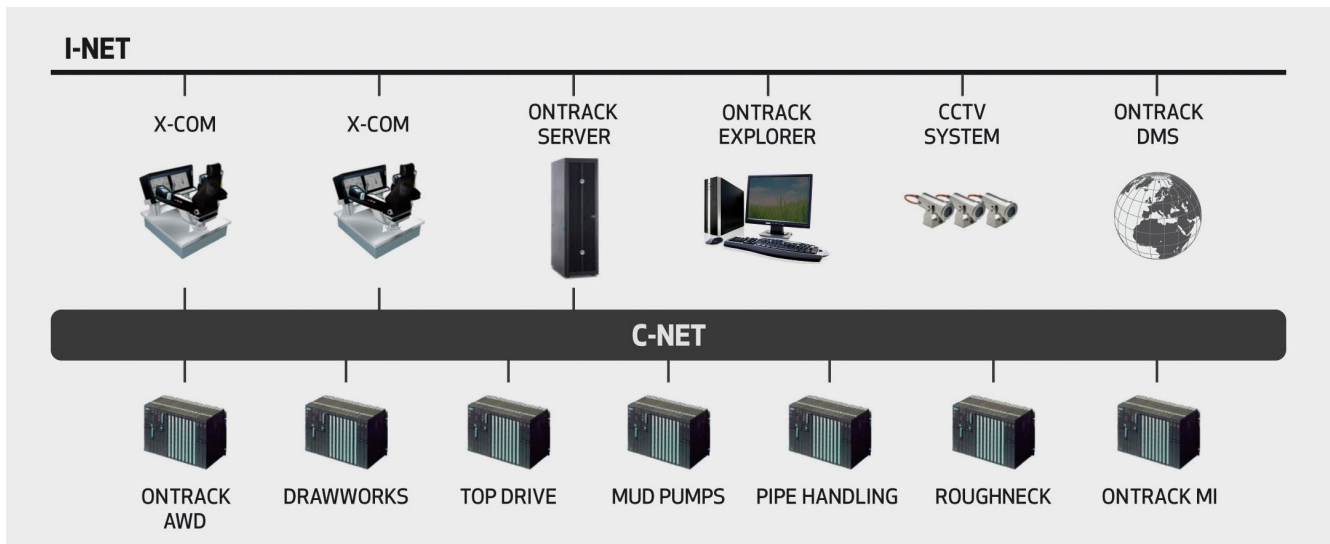 I-NET
X-COM
X-COM
ONTRACK
SERVER
ONTRACK
EXPLORER
CCTV
SYSTEM
ONTRACK
DMS
C-NET
ONTRACK
AWD
DRAWWORKS
TOP DRIVE
MUD PUMPS
PIPE HANDLING
ROUGHNECK
ONTRACK MI